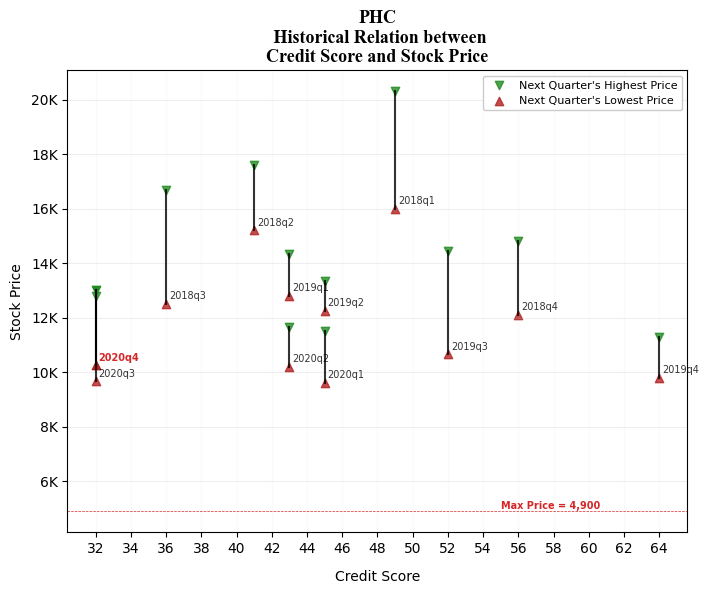 PHC
Historical Relation between
Credit Score and Stock Price
Next Quarter's Highest Price
Next Quarter's Lowest Price
20K
18K
16K
14K
12K
10K
8K
6K
Stock Price
2018q1
2018q2
2018q3
2019q1
2019q2
2018q4
2019q3
2020q4
2020q3
2020q2
2020q1
2019q4
Max Price = 4,900
32 34 36 38 40 42 44 46 48 50 52 54 56 58 60 62 64
Credit Score